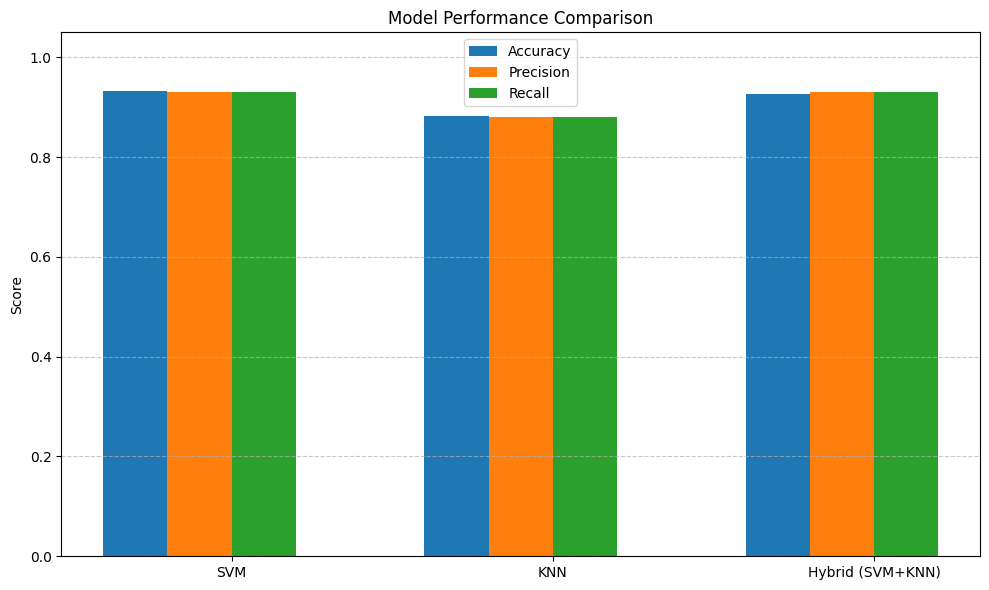 Model Performance Comparison
Accuracy
Precision
Recall
Score
1.0
0.8
0.6
0.4
0.2
0.0
SVM
KNN
Hybrid (SVM+KNN)